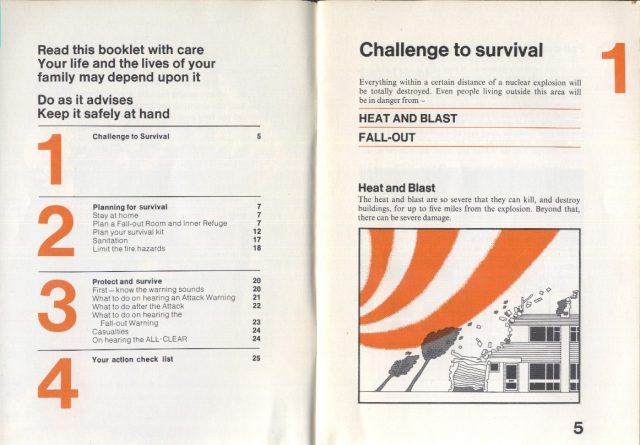 Read this booklet with care
Your life and the lives of your
family may depend upon it
Do as it advises
Keep it safely at hand
1
Challenge to Survival 5
2
Planning for survival 7
Stay at home 7
Plan a Fall-out Room and Inner Refuge 7
Plan your survival kit 12
Sanitation 17
Limit the fire hazards 18
3
Protect and survive 20
First – know the warning sounds 20
What to do on hearing an Attack Warning 21
What to do after the Attack 22
What to do on hearing the
Fall-out Warning 23
Casualties 24
On hearing the ALL-CLEAR 24
4
Your action check list 25
Challenge to survival
1
Everything within a certain distance of a nuclear explosion will
be totally destroyed. Even people living outside this area will
be in danger from –
HEAT AND BLAST
FALL-OUT
Heat and Blast
The heat and blast are so severe that they can kill, and destroy
buildings, for up to five miles from the explosion. Beyond that,
there can be severe damage.
5